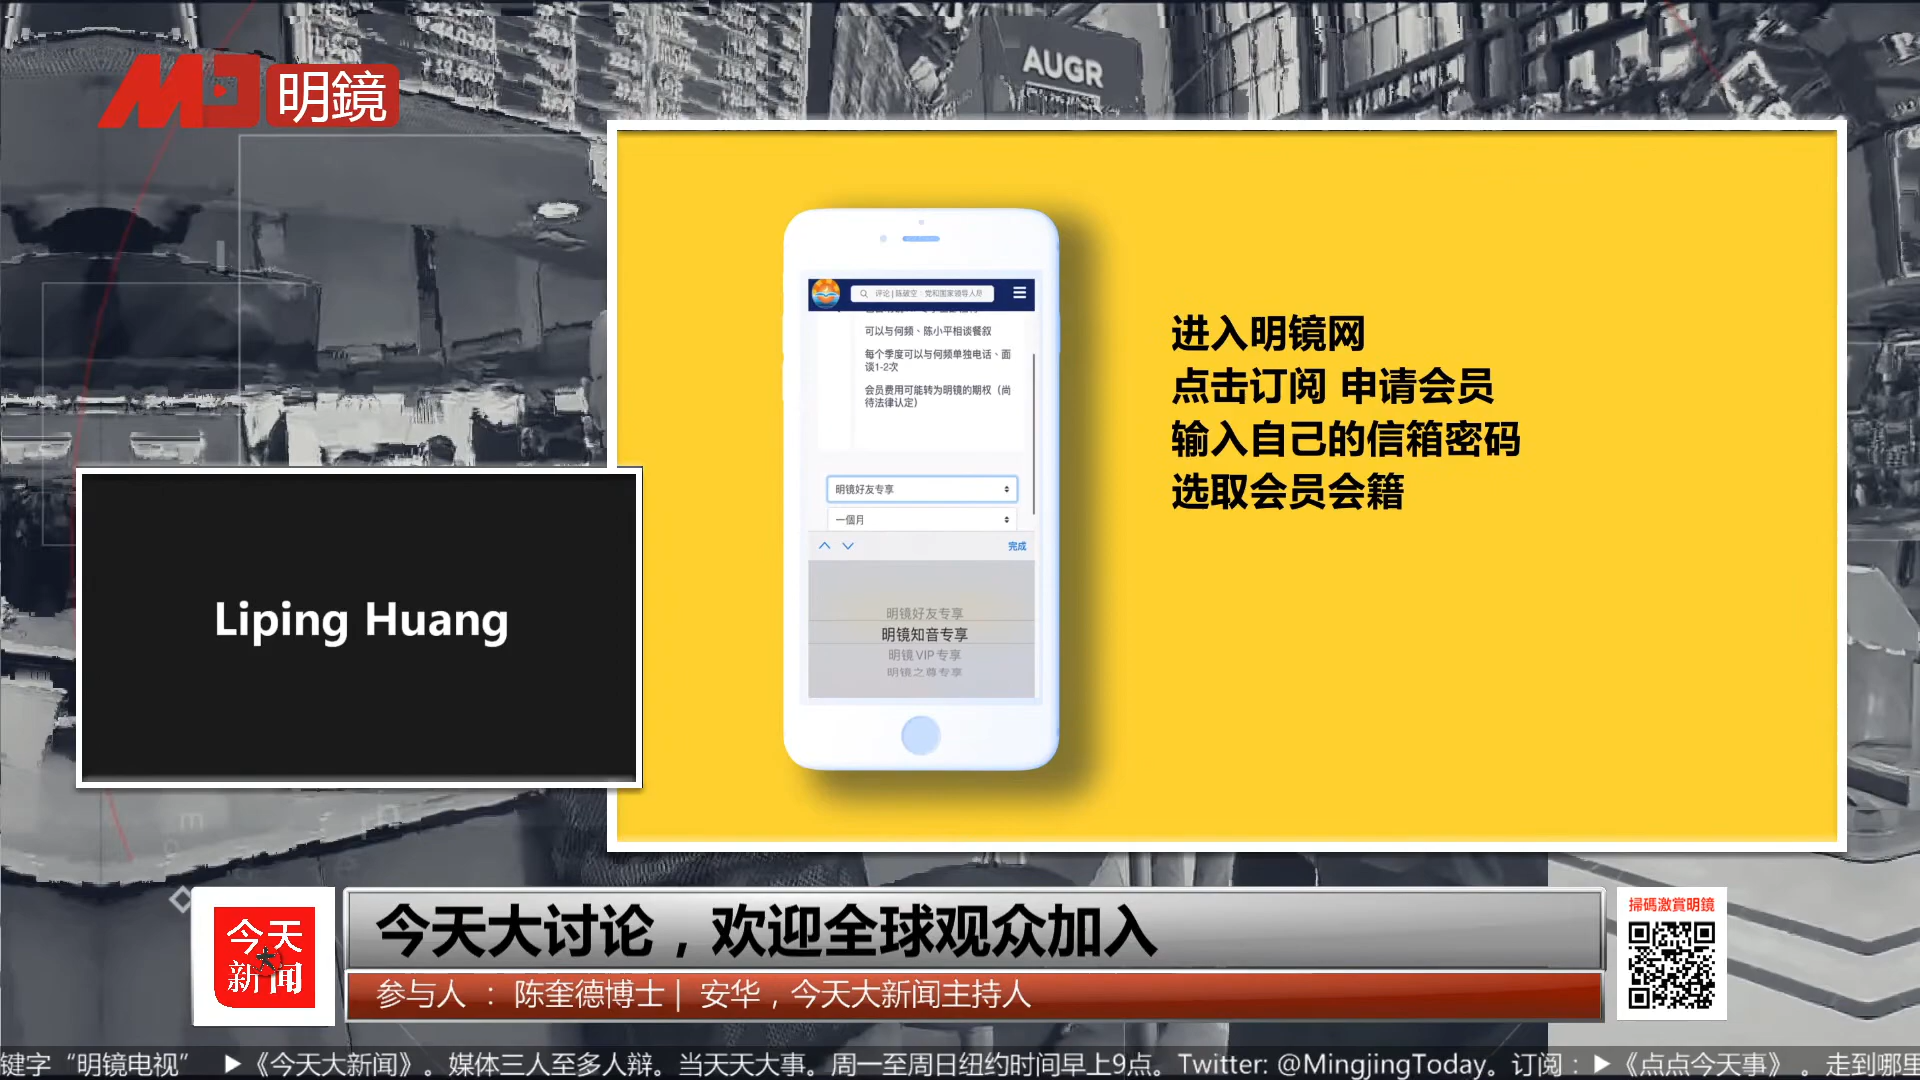 AUGR
明鏡
评论 | 陈破空
可以与何频、陈小平相谈餐叙
每个季度可以与何频单独电话、面
谈1-2次
会员费用可能转为明镜的期权（尚
待法律认定）
明镜好友专享
一個月
完成
明镜好友专享
明镜知音专享
明镜VIP专享
明镜之尊专享
进入明镜网
点击订阅 申请会员
输入自己的信箱密码
选取会员会籍
Liping Huang
今天
新闻
今天大讨论，欢迎全球观众加入
参与人 ： 陈奎德博士 | 安华，今天大新闻主持人
掃碼激賞明鏡
键字“明镜电视” ▶《今天大新闻》。媒体三人至多人辩。当天天大事。周一至周日纽约时间早上9点。Twitter: @MingjingToday。订阅：▶《点点今天事》 。走到哪里